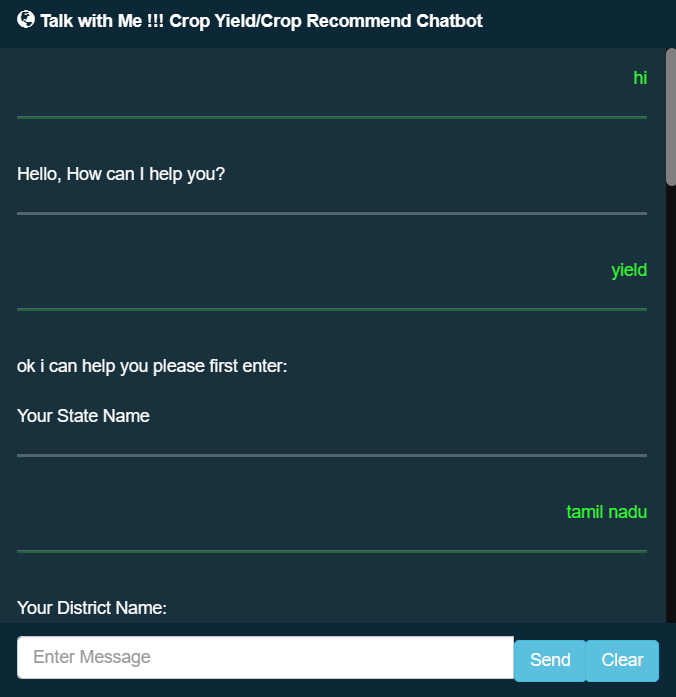 Talk with Me !!! Crop Yield/Crop Recommend Chatbot
hi
Hello, How can I help you?
yield
ok i can help you please first enter:
Your State Name
tamil nadu
Your District Name:
Enter Message
Send Clear